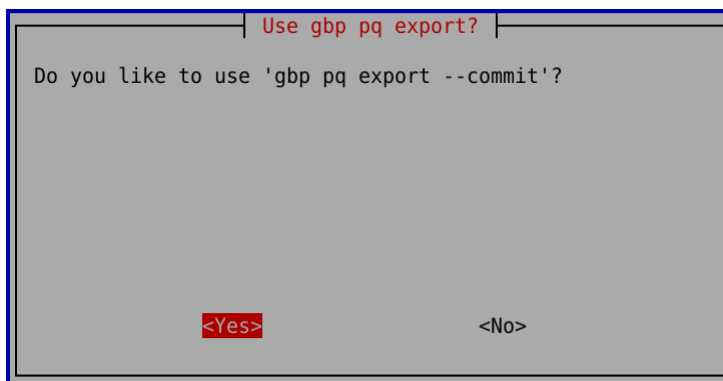 Use gbp pq export?
Do you like to use 'gbp pq export --commit'?
<Yes> <No>